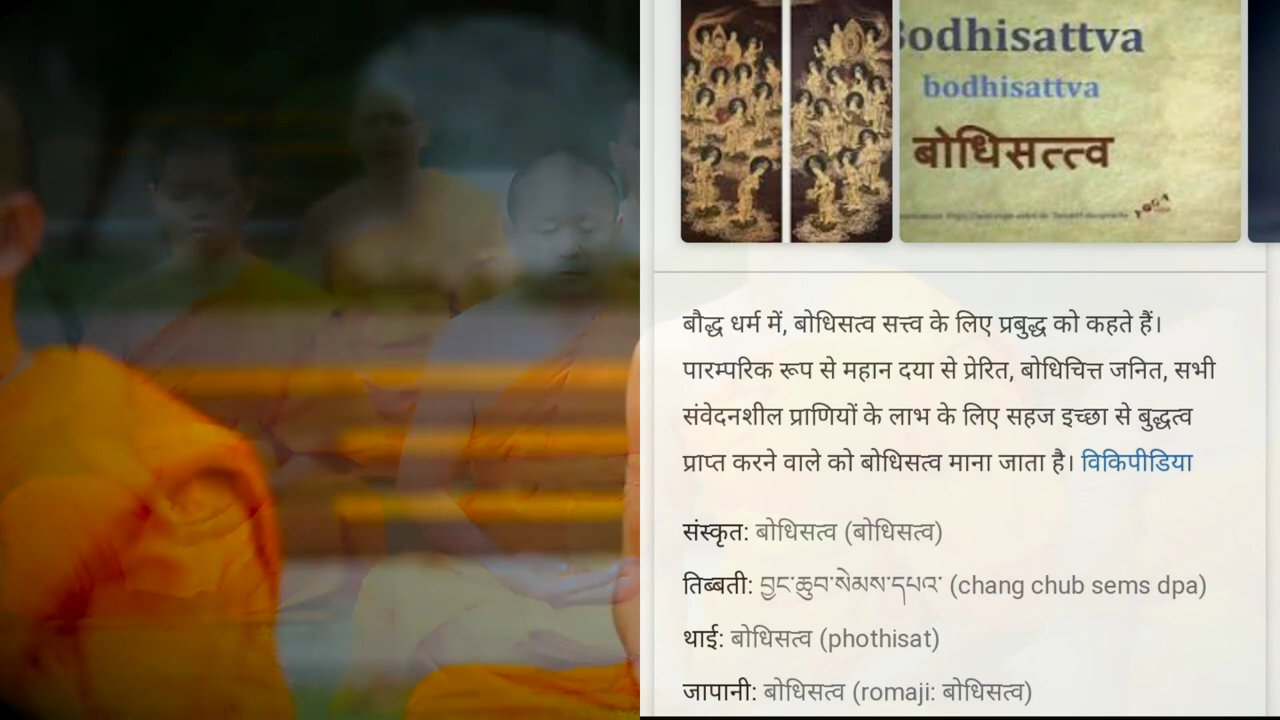 Bodhisattva
bodhisattva
बोधिसत्त्व
YOGA
बौद्ध धर्म में, बोधिसत्व सत्त्व के लिए प्रबुद्ध को कहते हैं।
पारम्परिक रूप से महान दया से प्रेरित, बोधिचित्त जनित, सभी
संवेदनशील प्राणियों के लाभ के लिए सहज इच्छा से बुद्धत्व
प्राप्त करने वाले को बोधिसत्व माना जाता है। विकिपीडिया
संस्कृत: बोधिसत्व (बोधिसत्व)
तिब्बती: བྱང་ཆུབ་སེམས་དཔའ་ (chang chub sems dpa)
थाई: बोधिसत्व (phothisat)
जापानी: बोधिसत्व (romaji: बोधिसत्व)